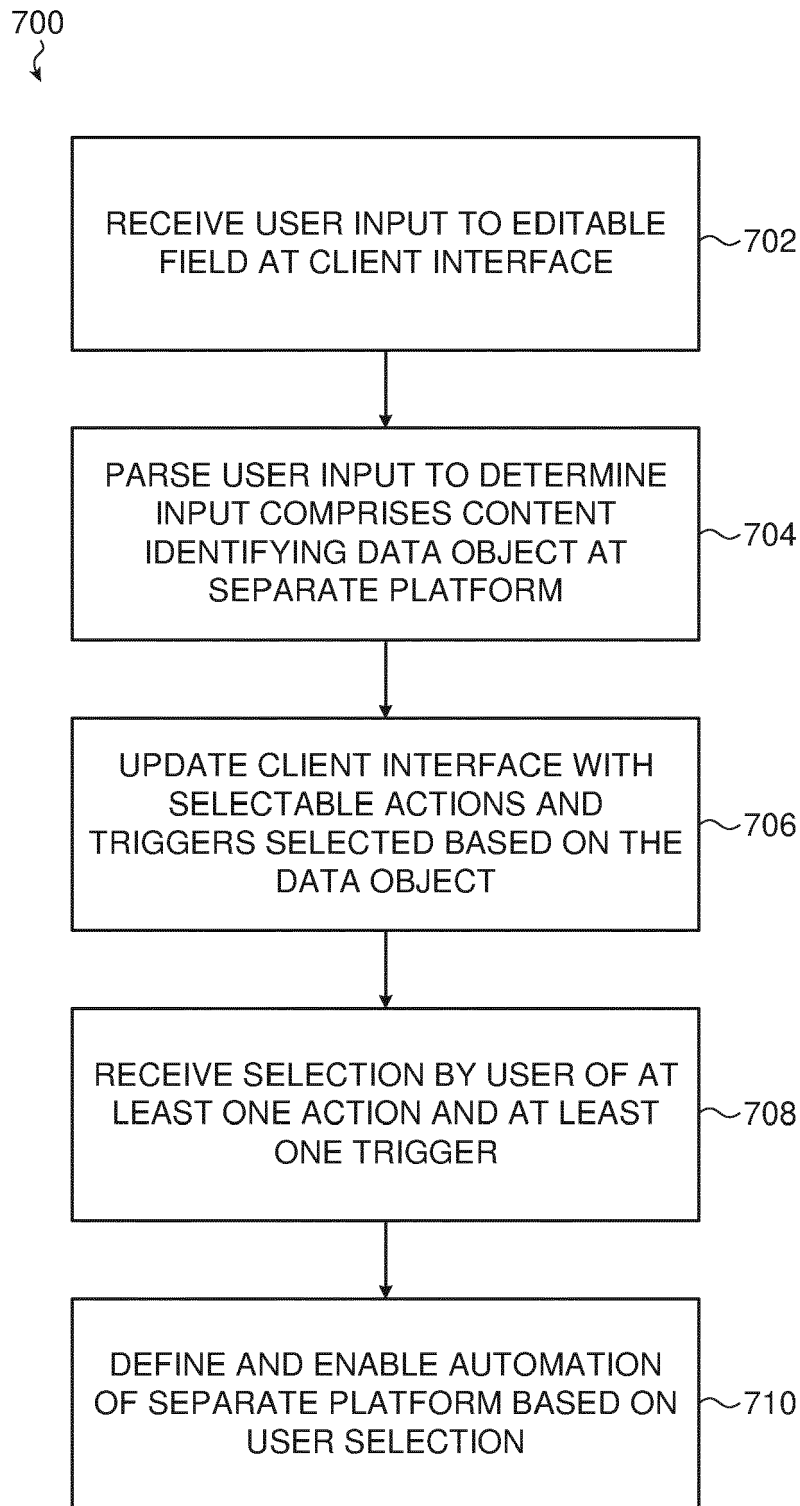 700
RECEIVE USER INPUT TO EDITABLE
FIELD AT CLIENT INTERFACE
702
PARSE USER INPUT TO DETERMINE
INPUT COMPRISES CONTENT
IDENTIFYING DATA OBJECT AT
SEPARATE PLATFORM
704
UPDATE CLIENT INTERFACE WITH
SELECTABLE ACTIONS AND
TRIGGERS SELECTED BASED ON THE
DATA OBJECT
706
RECEIVE SELECTION BY USER OF AT
LEAST ONE ACTION AND AT LEAST
ONE TRIGGER
708
DEFINE AND ENABLE AUTOMATION
OF SEPARATE PLATFORM BASED ON
USER SELECTION
710